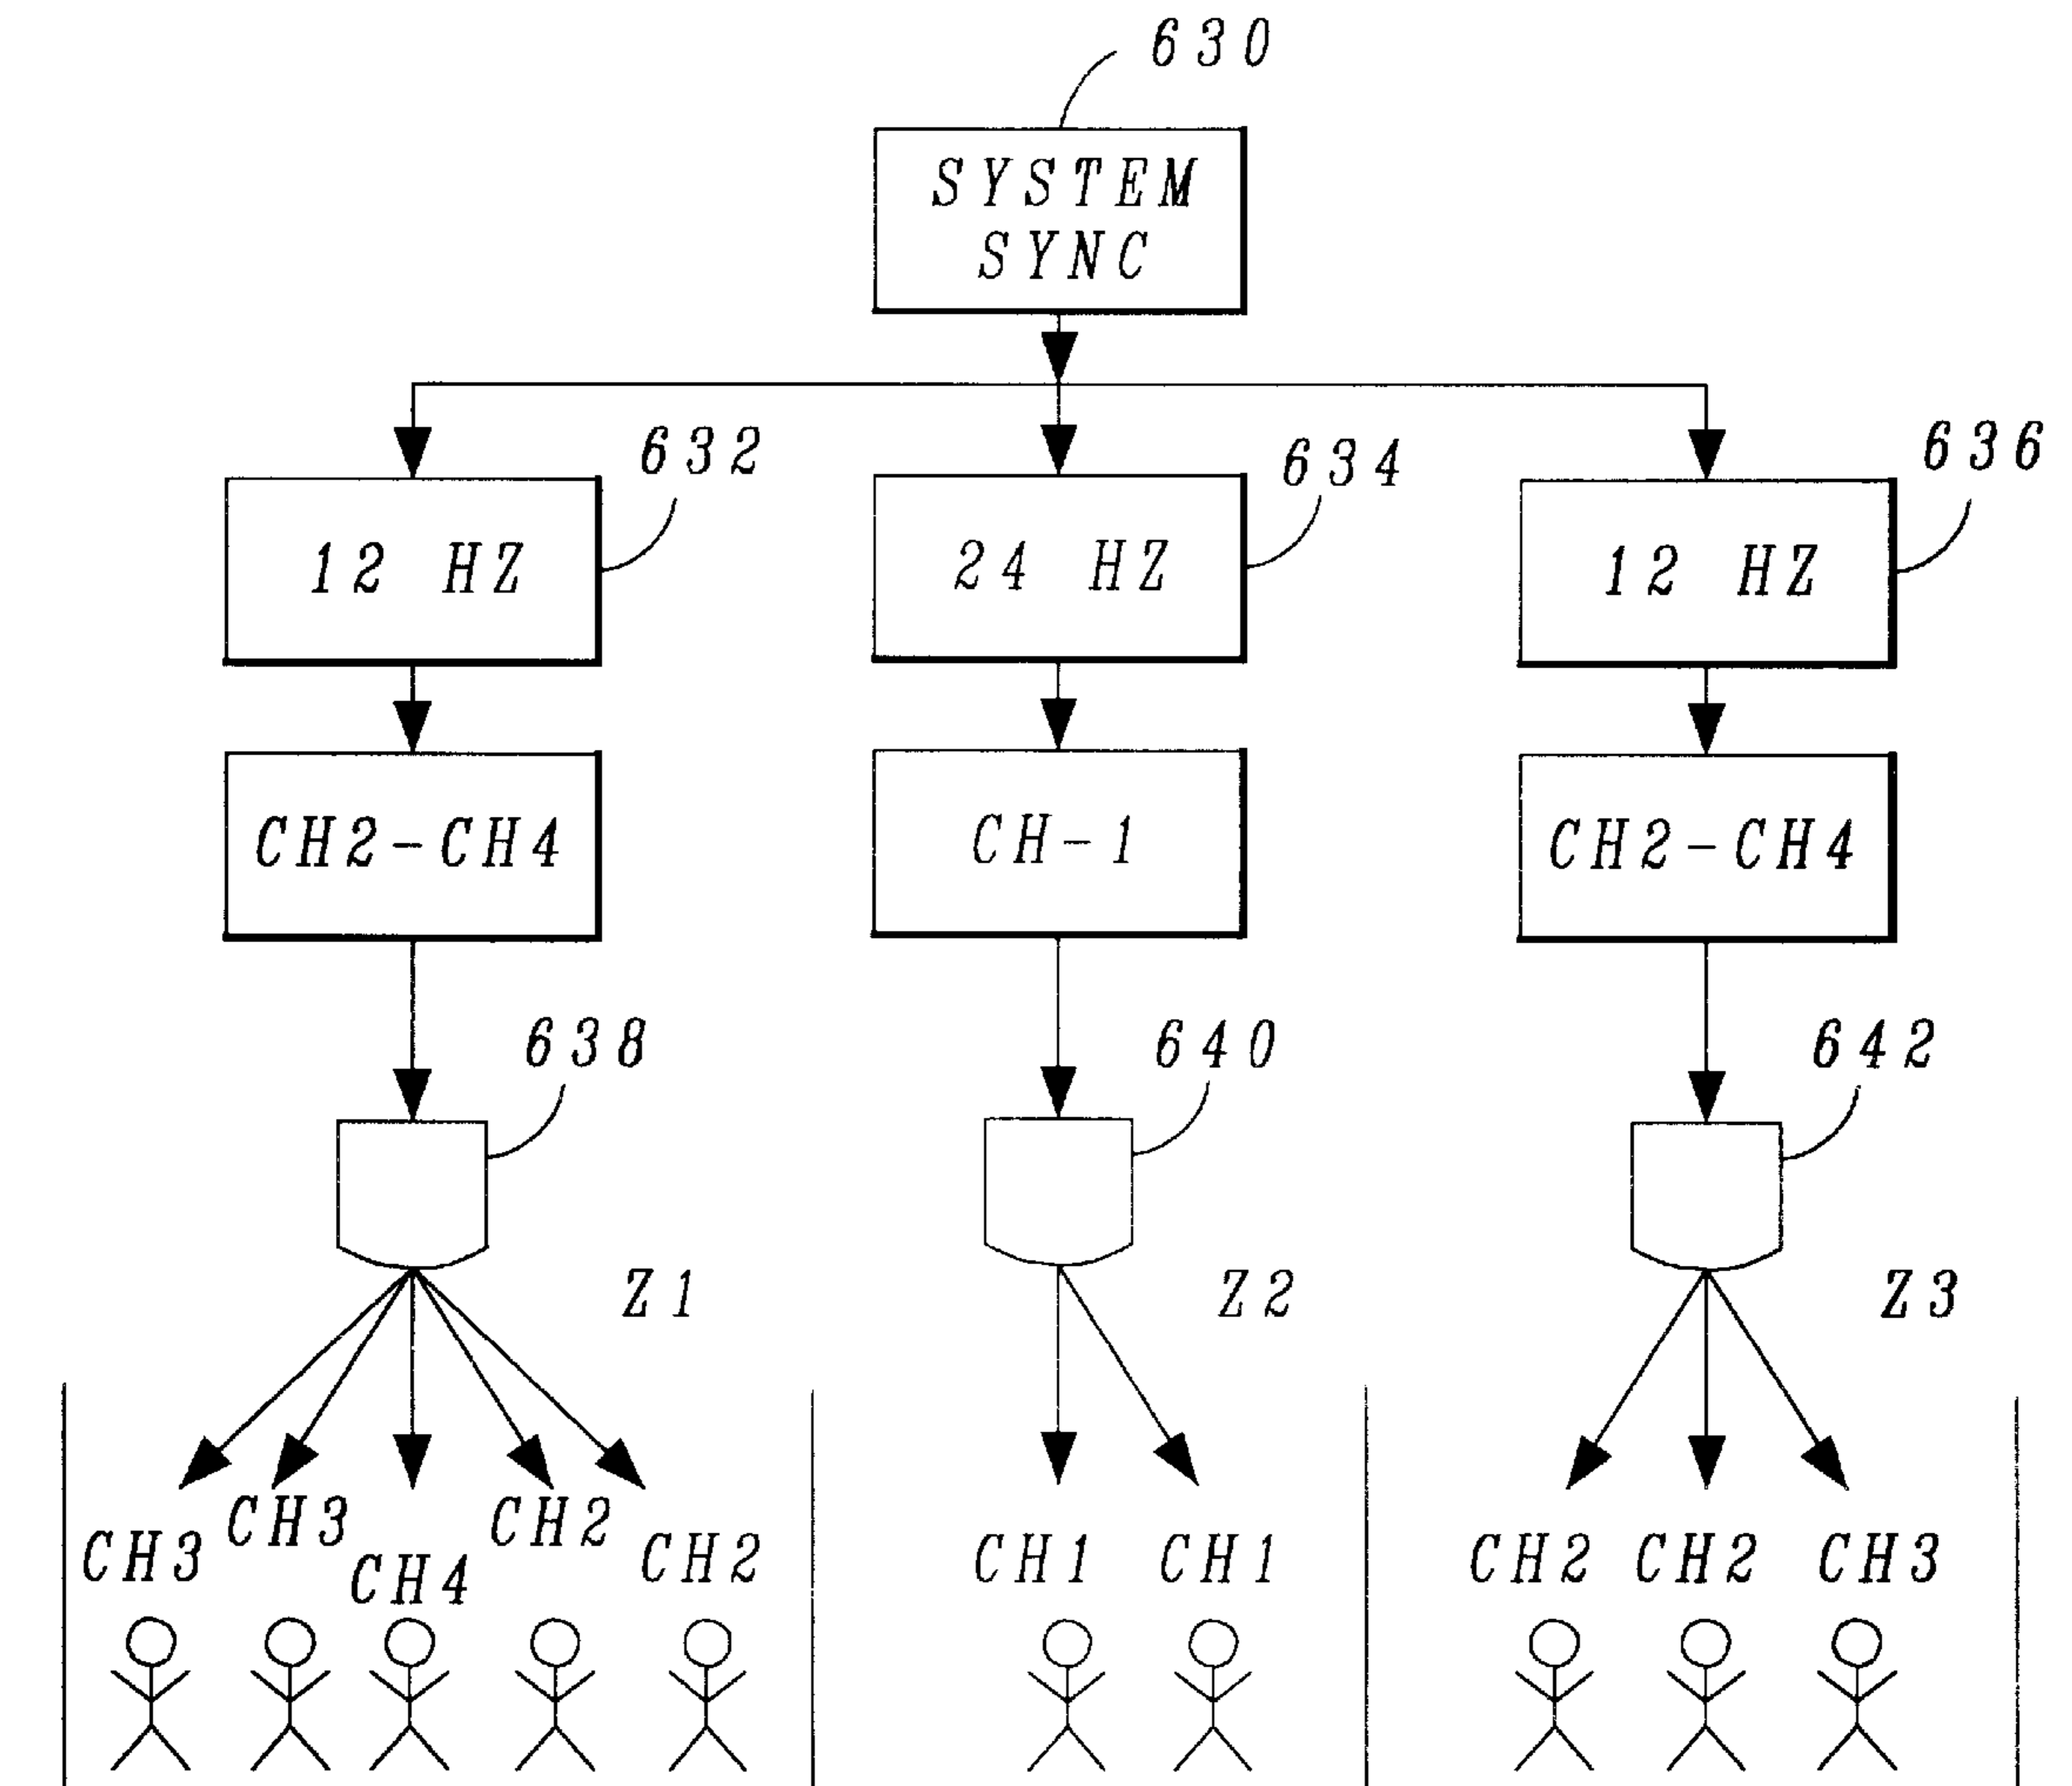 630
SYSTEM
SYNC
632
634
636
12 HZ
24 HZ
12 HZ
CH2-CH4
CH-1
CH2-CH4
638
640
642
Z1
Z2
Z3
CH3
CH3
CH4
CH2
CH2
CH1
CH1
CH2
CH2
CH3